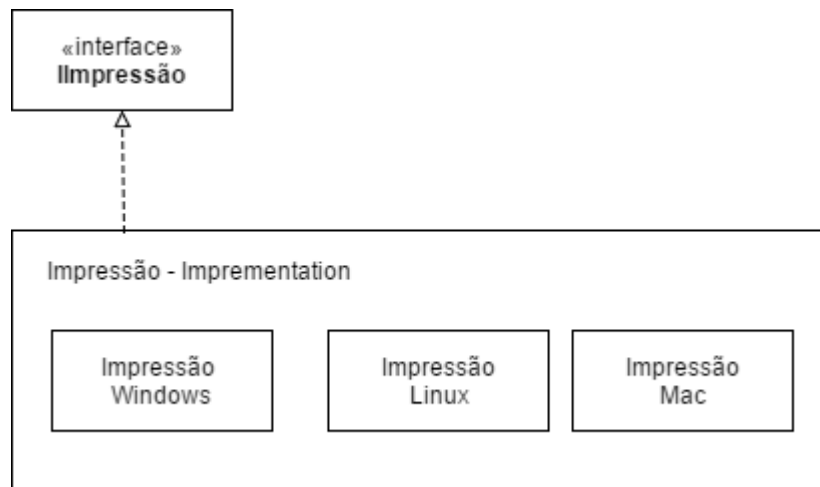 «interface»
IImpressão
Impressão - Imprementation
Impressão
Windows
Impressão
Linux
Impressão
Mac